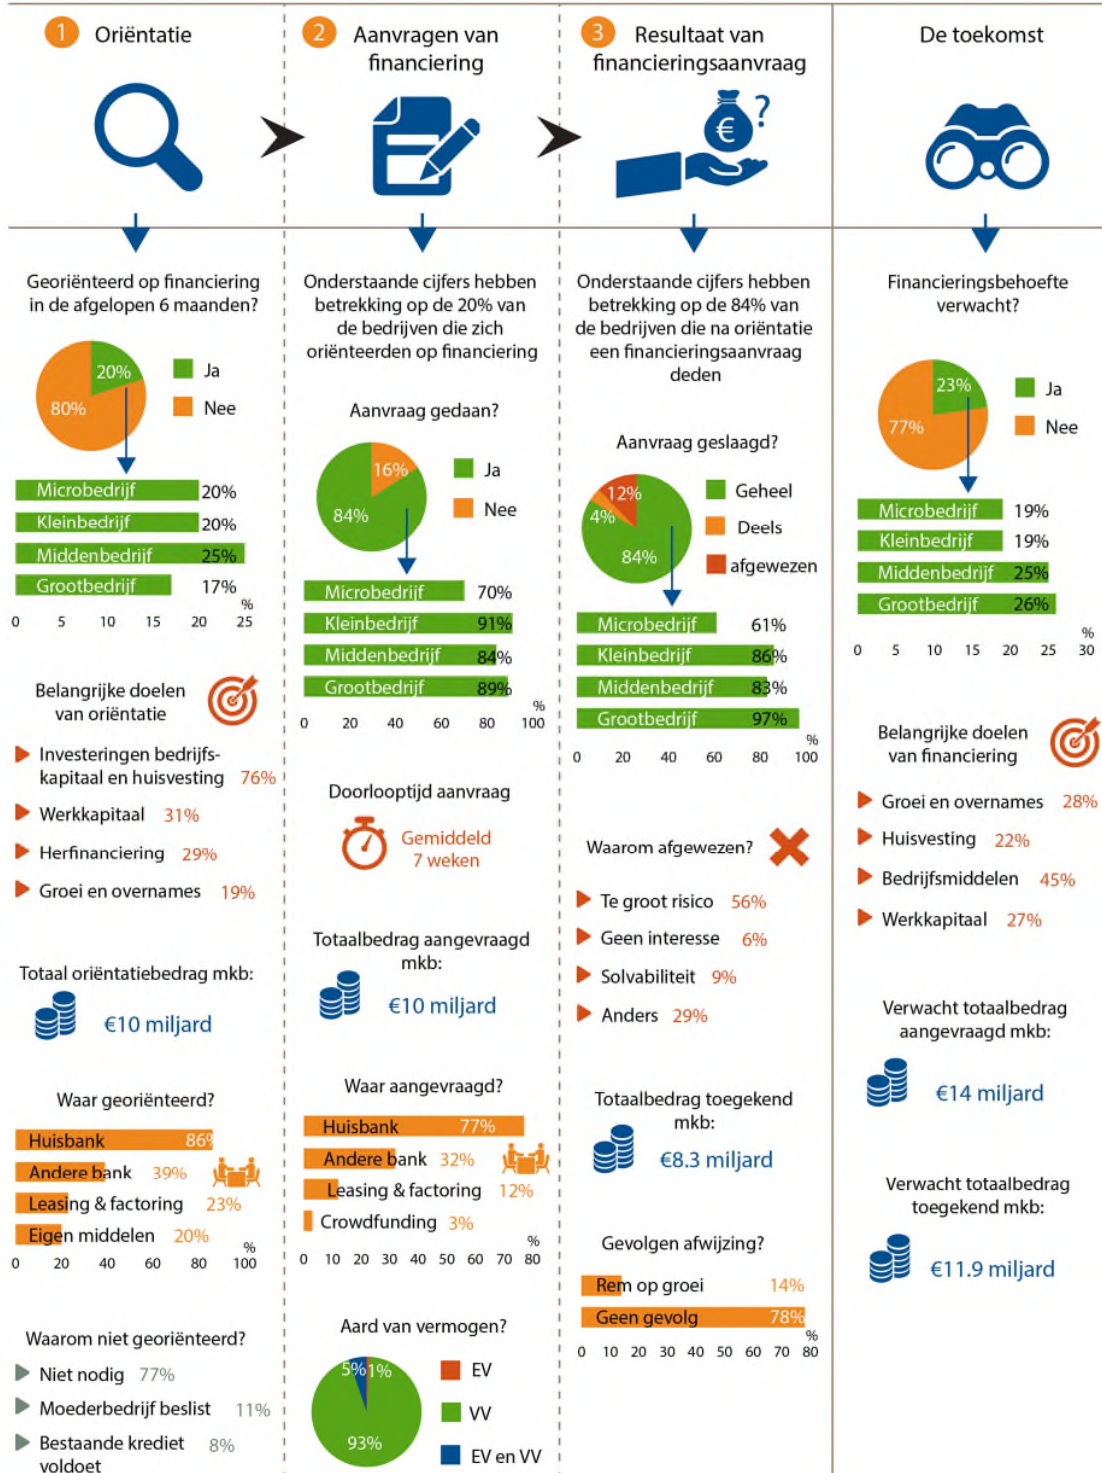 1 Oriëntatie
Georiënteerd op financiering
in de afgelopen 6 maanden?
20%
80%
Ja
Nee
Microbedrijf 20%
Kleinbedrijf 20%
Middenbedrijf 25%
Grootbedrijf 17%
%
0 5 10 15 20 25
Belangrijke doelen
van oriëntatie
Investeringen bedrijfs-
kapitaal en huisvesting 76%
Werkkapitaal 31%
Herfinanciering 29%
Groei en overnames 19%
Totaal oriëntatiebedrag mkb:
€10 miljard
Waar georiënteerd?
Huisbank 86%
Andere bank 39%
Leasing & factoring 23%
Eigen middelen 20%
%
0 20 40 60 80 100
Waarom niet georiënteerd?
Niet nodig 77%
Moederbedrijf beslist 11%
Bestaande krediet 8%
voldoet
2 Aanvragen van
financiering
Onderstaande cijfers hebben
betrekking op de 20% van
de bedrijven die zich
oriënteerden op financiering
Aanvraag gedaan?
16%
84%
Ja
Nee
Microbedrijf 70%
Kleinbedrijf 91%
Middenbedrijf 84%
Grootbedrijf 89%
%
0 20 40 60 80 100
Doorlooptijd aanvraag
Gemiddeld
7 weken
Totaalbedrag aangevraagd
mkb:
€10 miljard
Waar aangevraagd?
Huisbank 77%
Andere bank 32%
Leasing & factoring 12%
Crowdfunding 3%
%
0 20 40 60 80
Aard van vermogen?
5% 1%
93%
EV
VV
EV en VV
3 Resultaat van
financieringsaanvraag
€ ?
Onderstaande cijfers hebben
betrekking op de 84% van
de bedrijven die na oriëntatie
een financieringsaanvraag
deden
Aanvraag geslaagd?
12%
4%
84%
Geheel
Deels
afgewezen
Microbedrijf 61%
Kleinbedrijf 86%
Middenbedrijf 83%
Grootbedrijf 97%
%
0 20 40 60 80 100
Waarom afgewezen?
Te groot risico 56%
Geen interesse 6%
Solvabiliteit 9%
Anders 29%
Totaalbedrag toegekend
mkb:
€8.3 miljard
Gevolgen afwijzing?
Rem op groei 14%
Geen gevolg 78%
%
0 10 20 30 40 50 60 70 80
De toekomst
Financieringsbehoefte
verwacht?
23%
77%
Ja
Nee
Microbedrijf 19%
Kleinbedrijf 19%
Middenbedrijf 25%
Grootbedrijf 26%
%
0 5 10 15 20 25 30
Belangrijke doelen
van financiering
Groei en overnames 28%
Huisvesting 22%
Bedrijfsmiddelen 45%
Werkkapitaal 27%
Verwacht totaalbedrag
aangevraagd mkb:
€14 miljard
Verwacht totaalbedrag
toegekend mkb:
€11.9 miljard